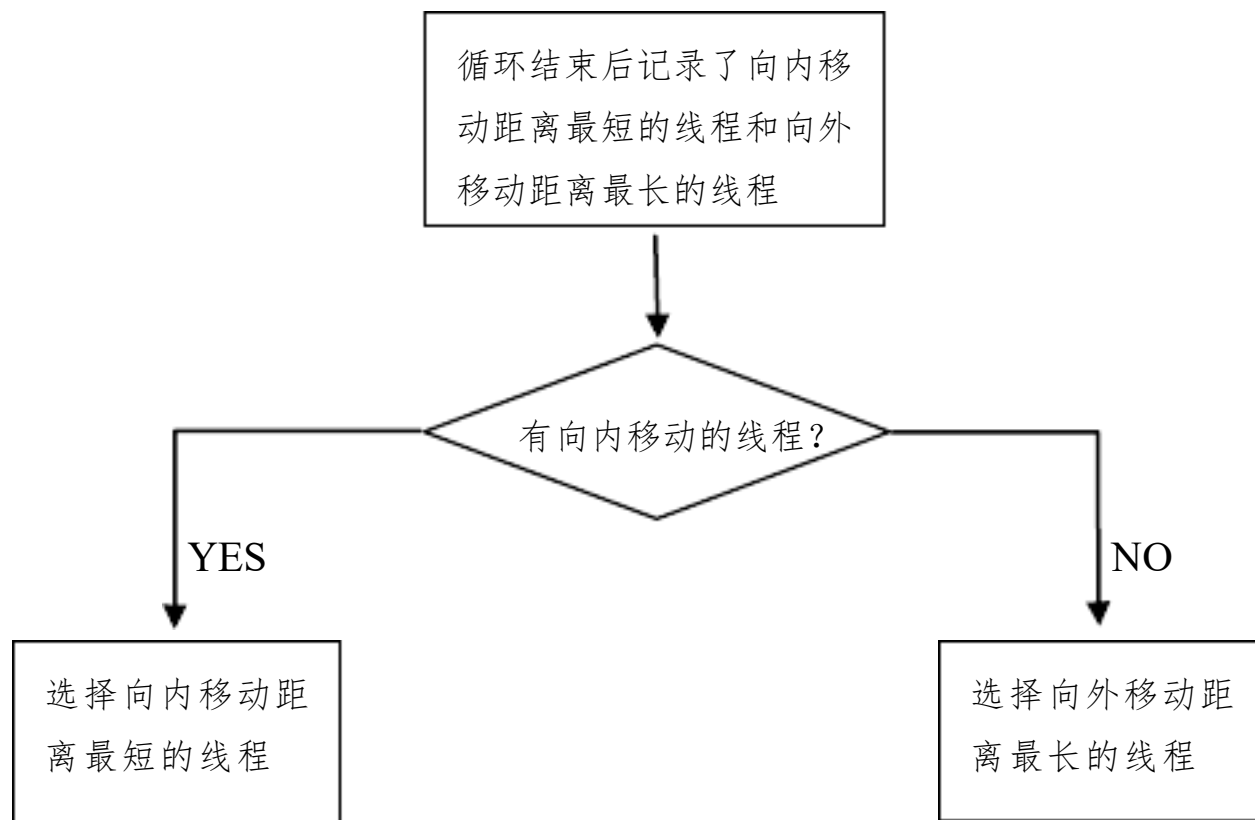 循环结束后记录了向内移
动距离最短的线程和向外
移动距离最长的线程
有向内移动的线程?
YES
NO
选择向内移动距
离最短的线程
选择向外移动距
离最长的线程